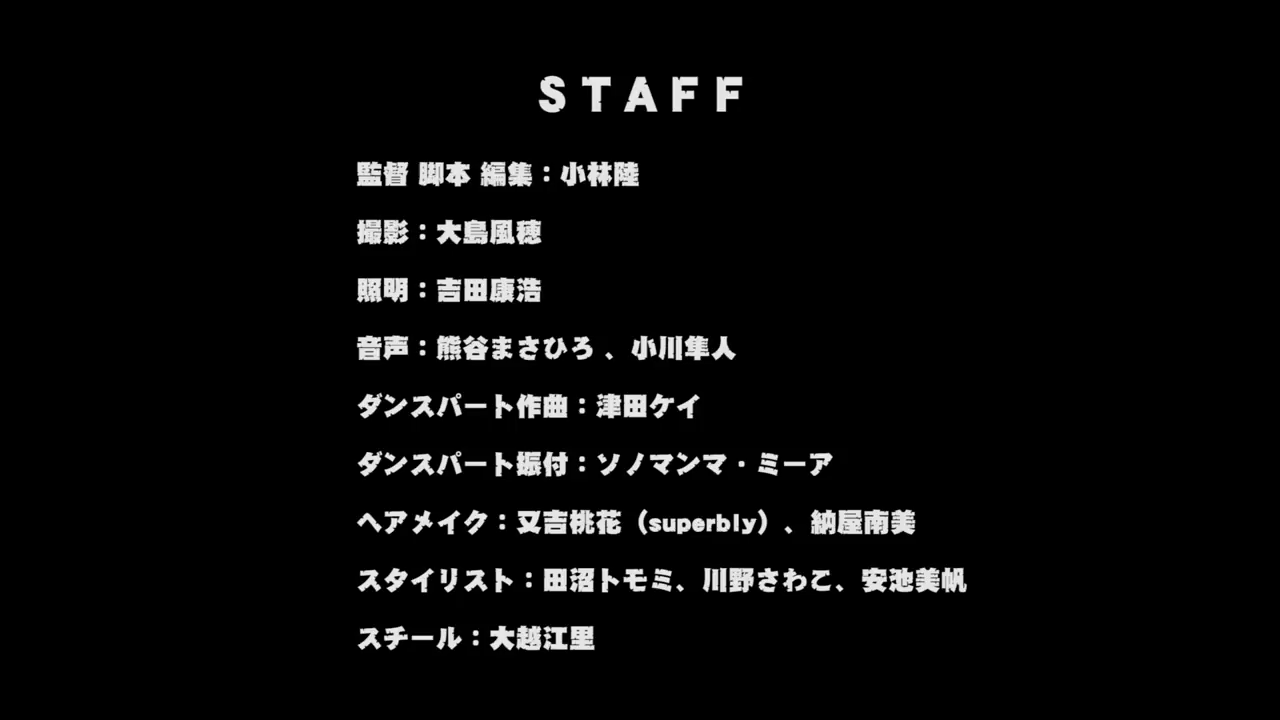 STAFF
監督 脚本 編集：小林陸
撮影：大島風穂
照明：吉田康浩
音声：熊谷まさひろ 、小川隼人
ダンスパート作曲：津田ケイ
ダンスパート振付：ソノマンマ・ミーア
ヘアメイク：又吉桃花（superbly）、納屋南美
スタイリスト：田沼トモミ、川野さわこ、安池美帆
スチール：大越江里